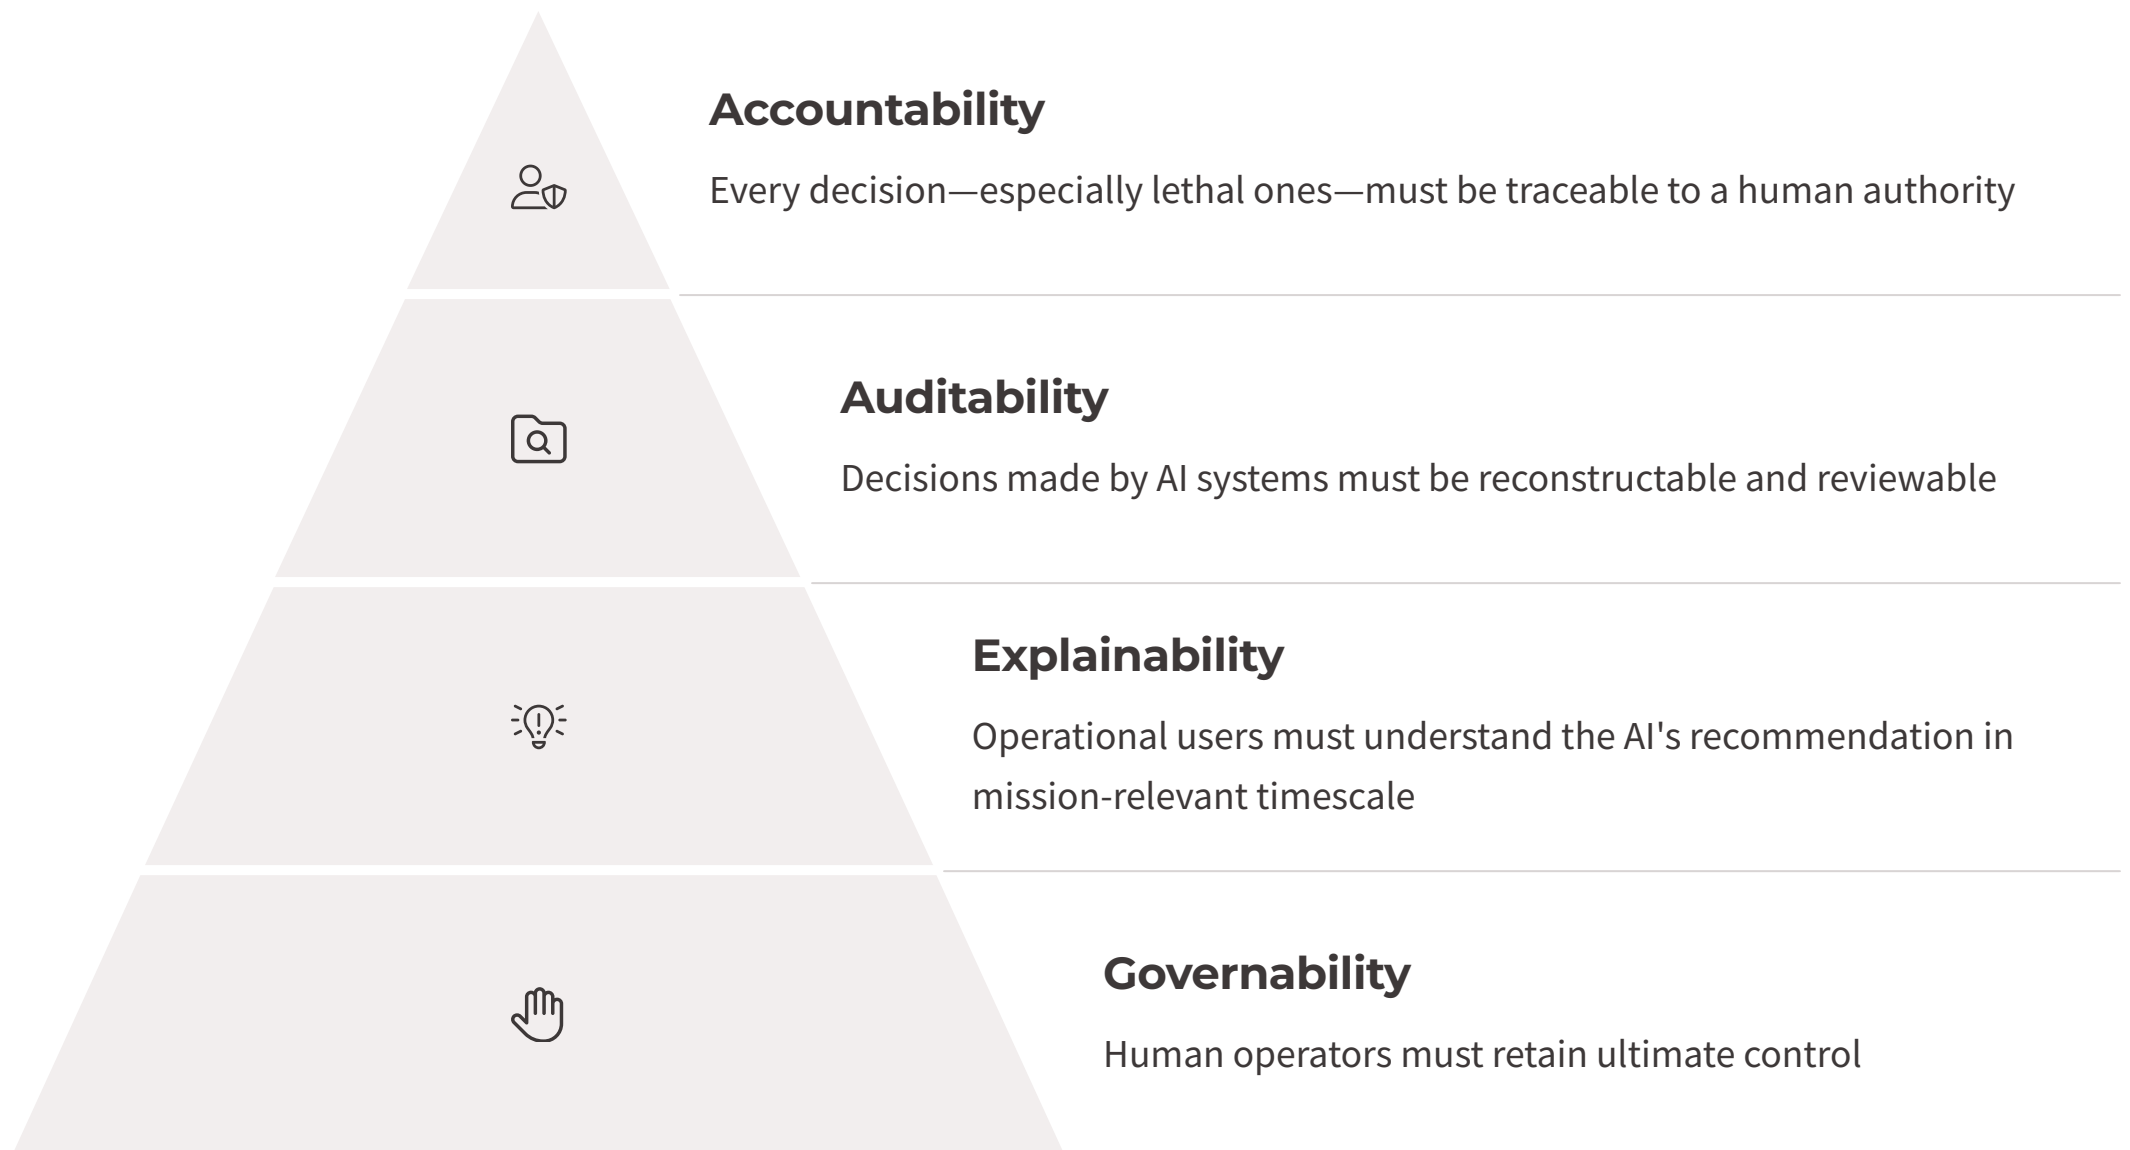 Accountability
Every decision—especially lethal ones—must be traceable to a human authority
Auditability
Decisions made by AI systems must be reconstructable and reviewable
Explainability
Operational users must understand the AI's recommendation in
mission-relevant timescale
Governability
Human operators must retain ultimate control